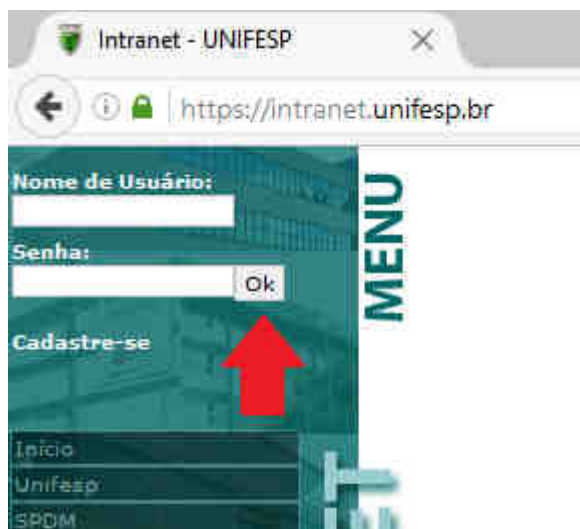 Intranet - UNIFESP
https://intranet.unifesp.br
Nome de Usuário:
Senha:
Ok
Cadastre-se
MENU
Início
Unifesp
SPDM